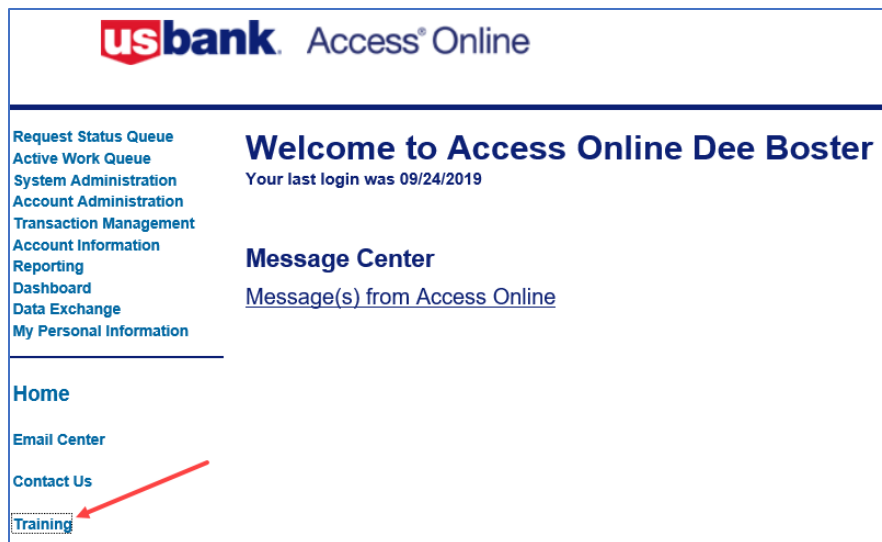 usbank. Access® Online
Request Status Queue
Active Work Queue
System Administration
Account Administration
Transaction Management
Account Information
Reporting
Dashboard
Data Exchange
My Personal Information
Home
Email Center
Contact Us
Training
Welcome to Access Online Dee Boster
Your last login was 09/24/2019
Message Center
Message(s) from Access Online